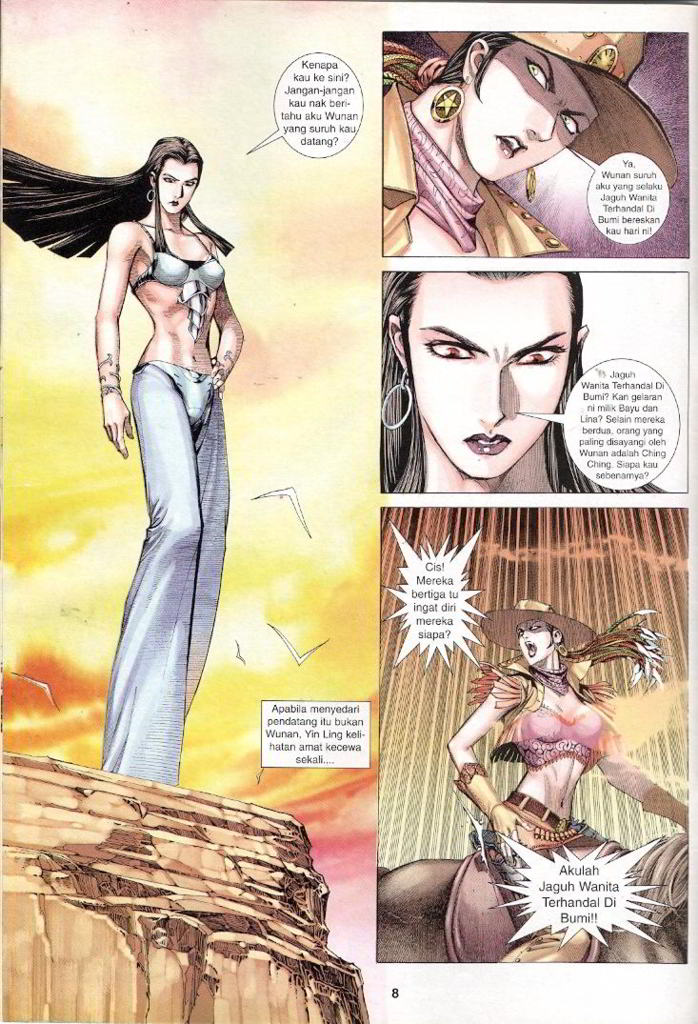 Kenapa
kau ke sini?
Jangan-jangan
kau nak beri-
tahu aku Wunan
yang suruh kau
datang?
Ya,
Wunan suruh
aku yang selaku
Jaguh Wanita
Terhandal Di
Bumi bereskan
kau hari ni!
Jaguh
Wanita Terhandal Di
Bumi? Kan gelaran
ni milik Bayu dan
Lina? Selain mereka
berdua, orang yang
paling disayangi oleh
Wunan adalah Ching
Ching. Siapa kau
sebenarnya?
Cis!
Mereka
bertiga tu
ingat diri
mereka
siapa?
Apabila menyedari
pendatang itu bukan
Wunan, Yin Ling keli-
hatan amat kecewa
sekali....
Akulah
Jaguh Wanita
Terhandal Di
Bumi!!
8